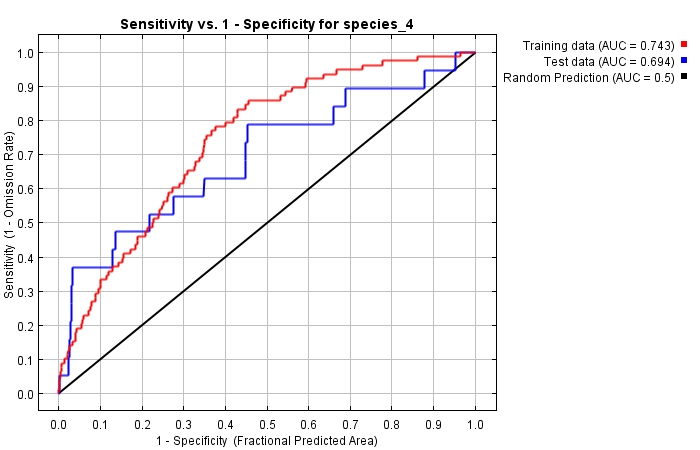 Sensitivity vs. 1 - Specificity for species_4
Training data (AUC = 0.743)
Test data (AUC = 0.694)
Random Prediction (AUC = 0.5)
Sensitivity (1 - Omission Rate)
1.0
0.9
0.8
0.7
0.6
0.5
0.4
0.3
0.2
0.1
0.0
0.0 0.1 0.2 0.3 0.4 0.5 0.6 0.7 0.8 0.9 1.0
1 - Specificity (Fractional Predicted Area)